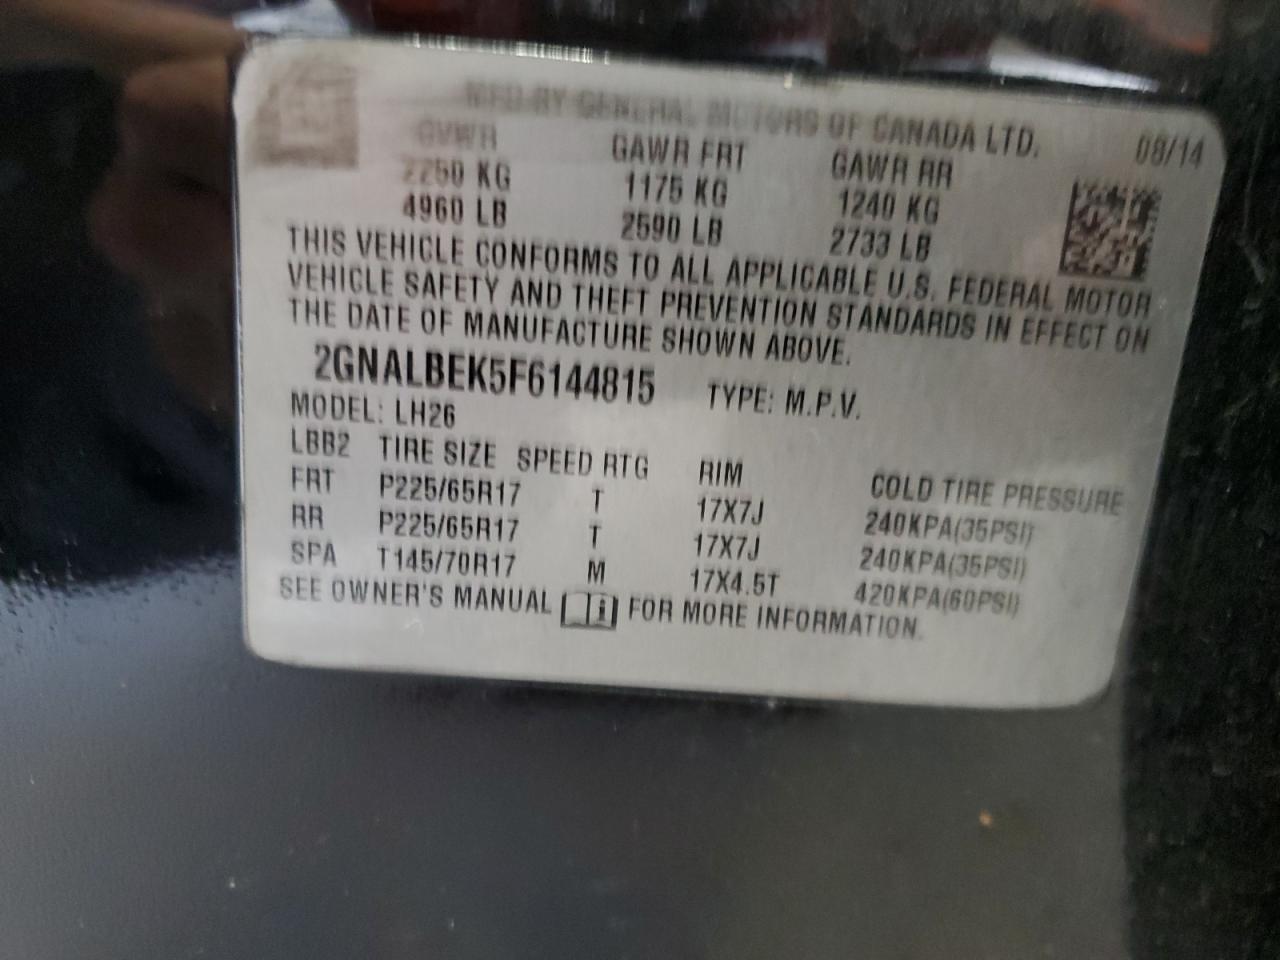 MFD BY GENERAL MOTORS OF CANADA LTD. 08/14
GVWR GAWR FRT GAWR RR
2250 KG 1175 KG 1240 KG
4960 LB 2590 LB 2733 LB
THIS VEHICLE CONFORMS TO ALL APPLICABLE U.S. FEDERAL MOTOR
VEHICLE SAFETY AND THEFT PREVENTION STANDARDS IN EFFECT ON
THE DATE OF MANUFACTURE SHOWN ABOVE.
2GNALBEK5F6144815 TYPE: M.P.V.
MODEL: LH26
LBB2 TIRE SIZE SPEED RTG RIM COLD TIRE PRESSURE
FRT P225/65R17 T 17X7J 240KPA(35PSI)
RR P225/65R17 T 17X7J 240KPA(35PSI)
SPA T145/70R17 M 17X4.5T 420KPA(60PSI)
SEE OWNER'S MANUAL FOR MORE INFORMATION.